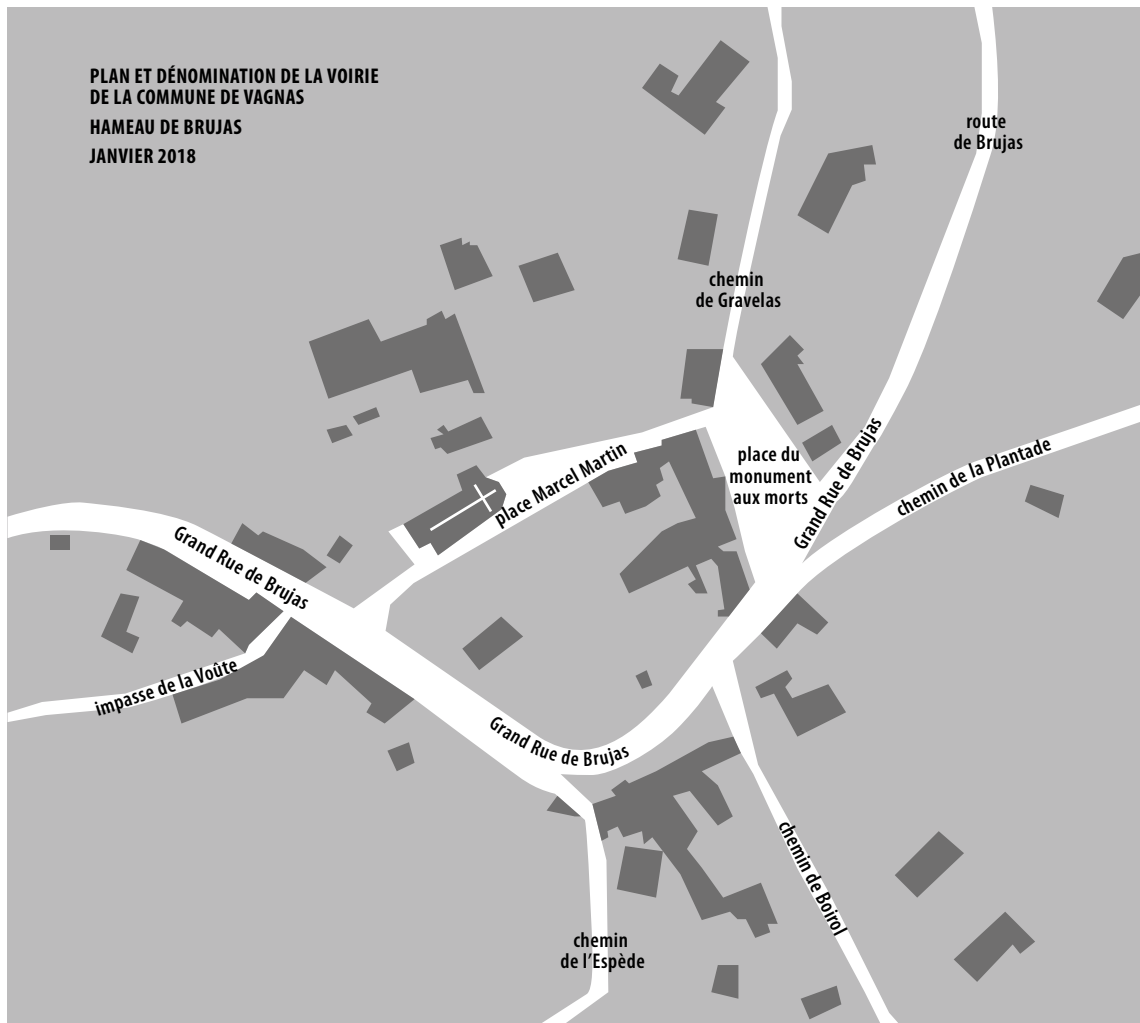 PLAN ET DÉNOMINATION DE LA VOIRIE
DE LA COMMUNE DE VAGNAS
HAMEAU DE BRUJAS
JANVIER 2018
route
de Brujas
chemin
de Gravelas
place du
monument
aux morts
Grand Rue de Brujas
chemin de la Plantade
place Marcel Martin
Grand Rue de Brujas
impasse de la Voûte
Grand Rue de Brujas
chemin de Boirol
chemin
de l'Espède